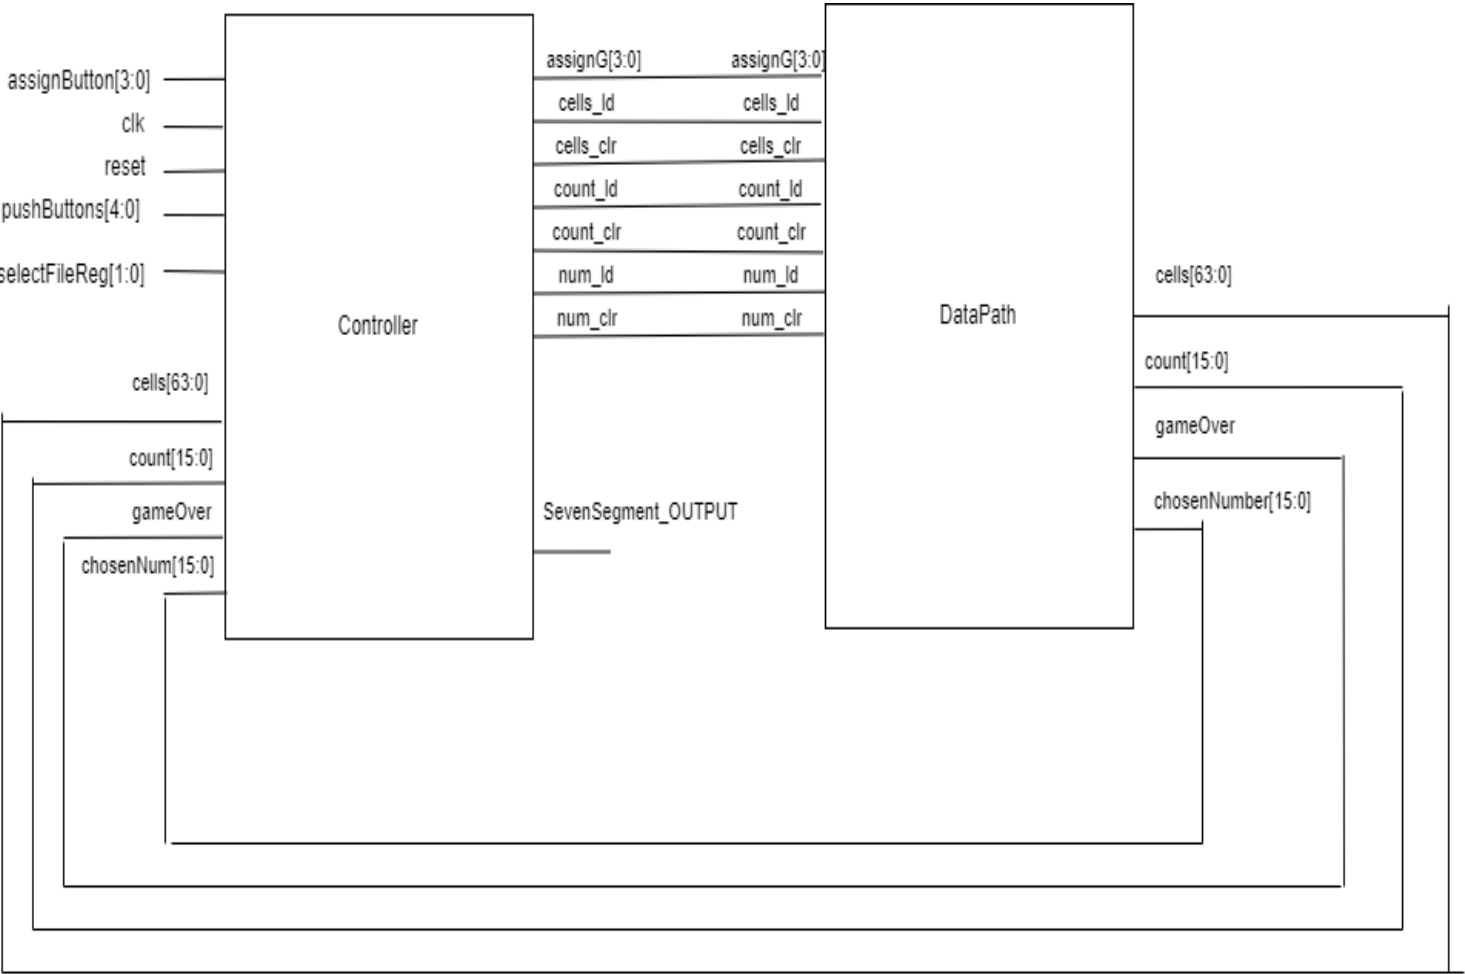 assignButton[3:0]
clk
reset
pushButtons[4:0]
selectFileReg[1:0]
cells[63:0]
count[15:0]
gameOver
chosenNum[15:0]
Controller
assignG[3:0] assignG[3:0]
cells_ld cells_ld
cells_clr cells_clr
count_ld count_ld
count_clr count_clr
num_ld num_ld
num_clr num_clr
SevenSegment_OUTPUT
DataPath
cells[63:0]
count[15:0]
gameOver
chosenNumber[15:0]